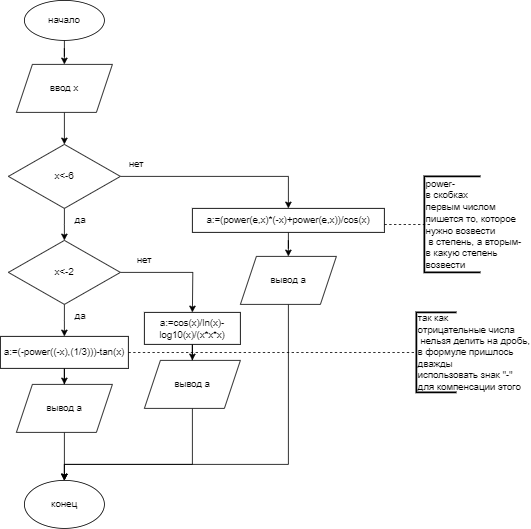 начало
ввод x
x<-6
нет
да
a:=(power(e,x)*(-x)+power(e,x))/cos(x)
power-
в скобках
первым числом
пишется то, которое
нужно возвести
в степень, а вторым-
в какую степень
возвести
x<-2
нет
да
вывод a
a:=cos(x)/ln(x)-
log10(x)/(x*x*x)
a:=(-power((-x),(1/3)))-tan(x)
так как
отрицательные числа
нельзя делить на дробь,
в формуле пришлось
дважды
использовать знак "-"
для компенсации этого
вывод a
вывод a
конец